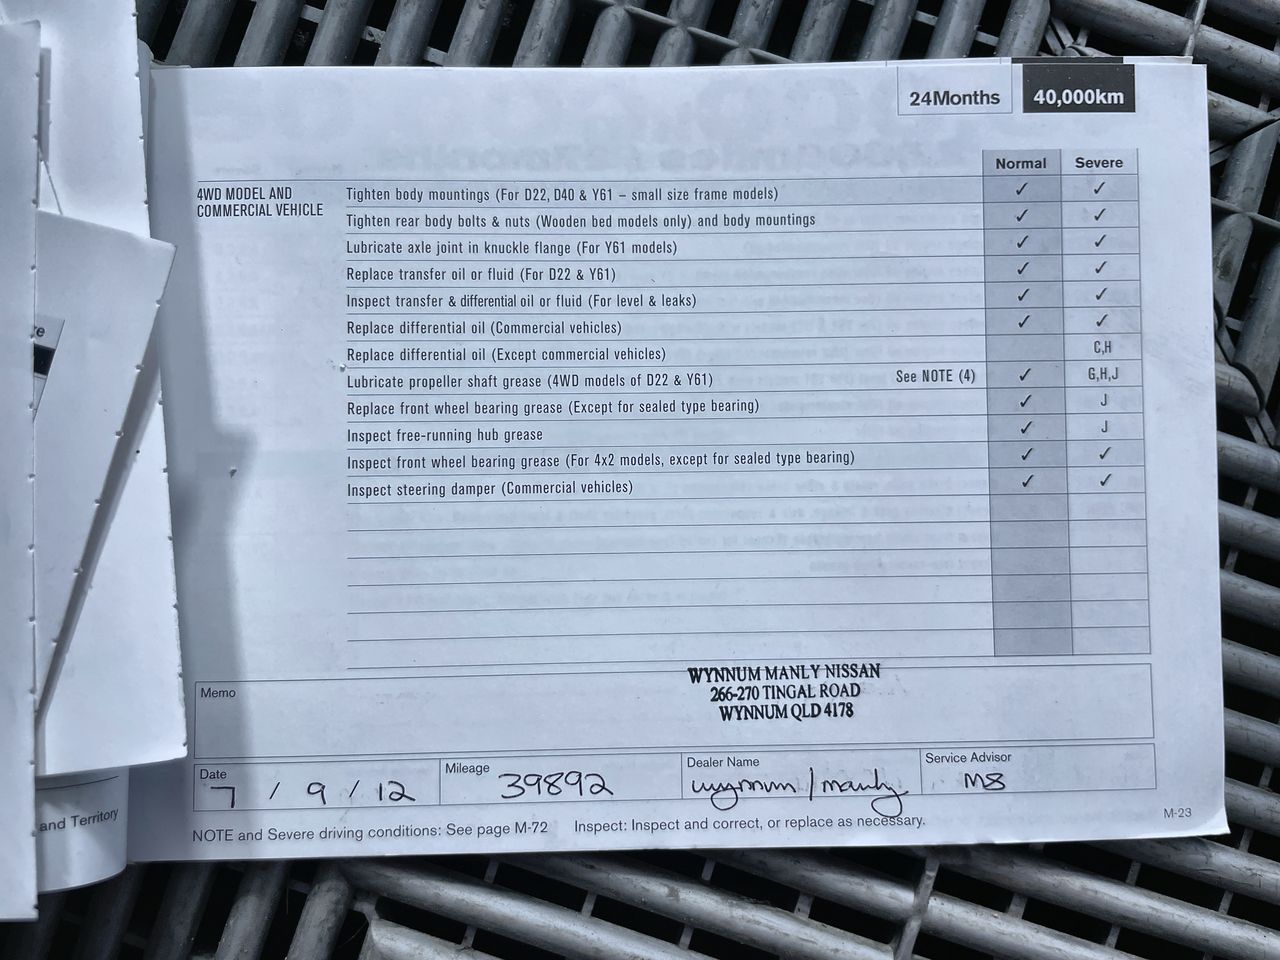 24Months 40,000km
Normal Severe
4WD MODEL AND
COMMERCIAL VEHICLE
Tighten body mountings (For D22, D40 & Y61 – small size frame models) ✓ ✓
Tighten rear body bolts & nuts (Wooden bed models only) and body mountings ✓ ✓
Lubricate axle joint in knuckle flange (For Y61 models) ✓ ✓
Replace transfer oil or fluid (For D22 & Y61) ✓ ✓
Inspect transfer & differential oil or fluid (For level & leaks) ✓ ✓
Replace differential oil (Commercial vehicles) ✓ ✓
Replace differential oil (Except commercial vehicles) C,H
Lubricate propeller shaft grease (4WD models of D22 & Y61) See NOTE (4) ✓ G,H,J
Replace front wheel bearing grease (Except for sealed type bearing) ✓ J
Inspect free-running hub grease ✓ J
Inspect front wheel bearing grease (For 4x2 models, except for sealed type bearing) ✓ ✓
Inspect steering damper (Commercial vehicles) ✓ ✓
Memo
WYNNUM MANLY NISSAN
266-270 TINGAL ROAD
WYNNUM QLD 4178
Date Mileage Dealer Name Service Advisor
7 / 9 / 12 39892 wynnum / manly
NOTE and Severe driving conditions: See page M-72 Inspect: Inspect and correct, or replace as necessary.
M-23
and Territory